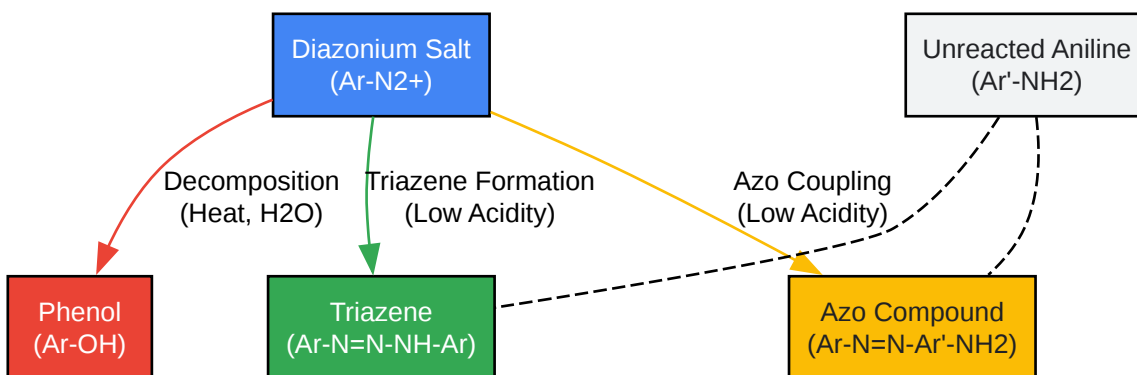 Diazonium Salt
(Ar-N2+)
Unreacted Aniline
(Ar'-NH2)
Decomposition
(Heat, H2O)
Triazene Formation
(Low Acidity)
Azo Coupling
(Low Acidity)
Phenol
(Ar-OH)
Triazene
(Ar-N=N-NH-Ar)
Azo Compound
(Ar-N=N-Ar'-NH2)